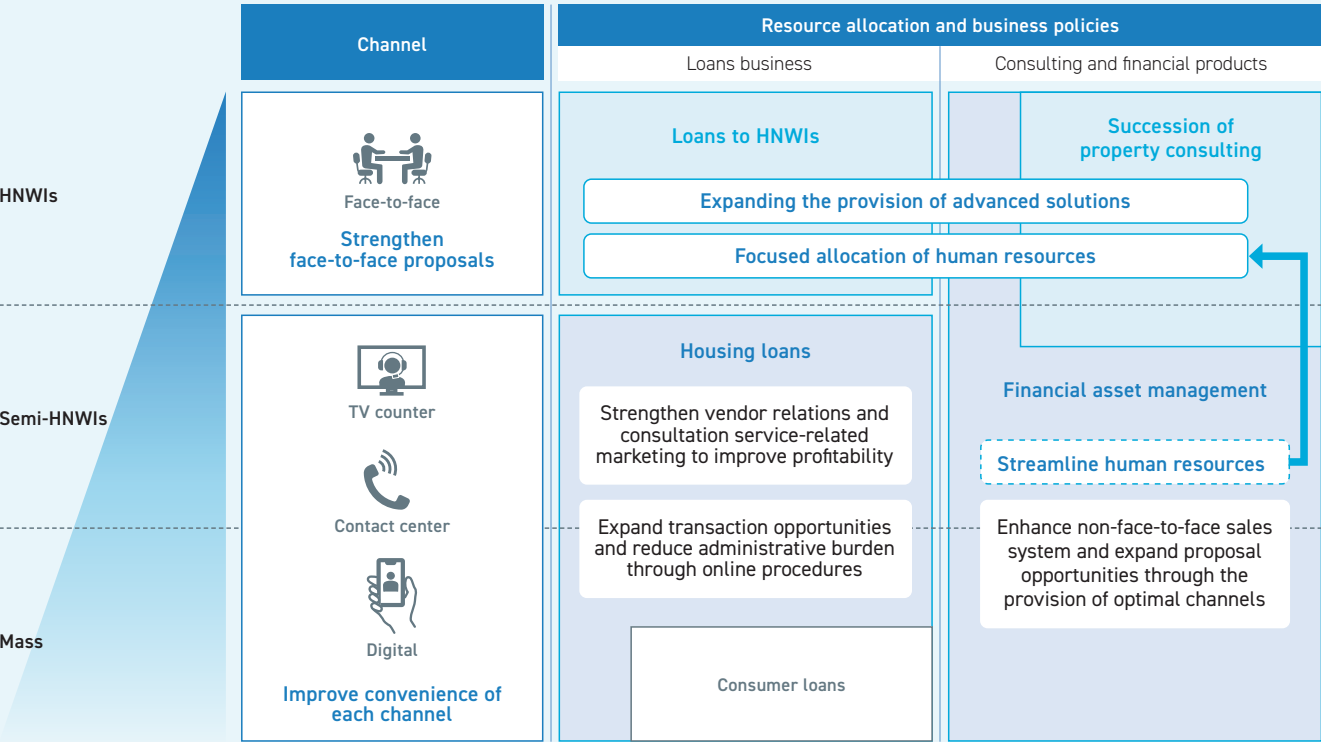 Channel
Resource allocation and business policies
Loans business
Consulting and financial products
HNWIs
Face-to-face
Strengthen
face-to-face proposals
Loans to HNWIs
Succession of
property consulting
Expanding the provision of advanced solutions
Focused allocation of human resources
Semi-HNWIs
TV counter
Contact center
Housing loans
Strengthen vendor relations and
consultation service-related
marketing to improve profitability
Financial asset management
Streamline human resources
Expand transaction opportunities
and reduce administrative burden
through online procedures
Enhance non-face-to-face sales
system and expand proposal
opportunities through the
provision of optimal channels
Mass
Digital
Improve convenience of
each channel
Consumer loans